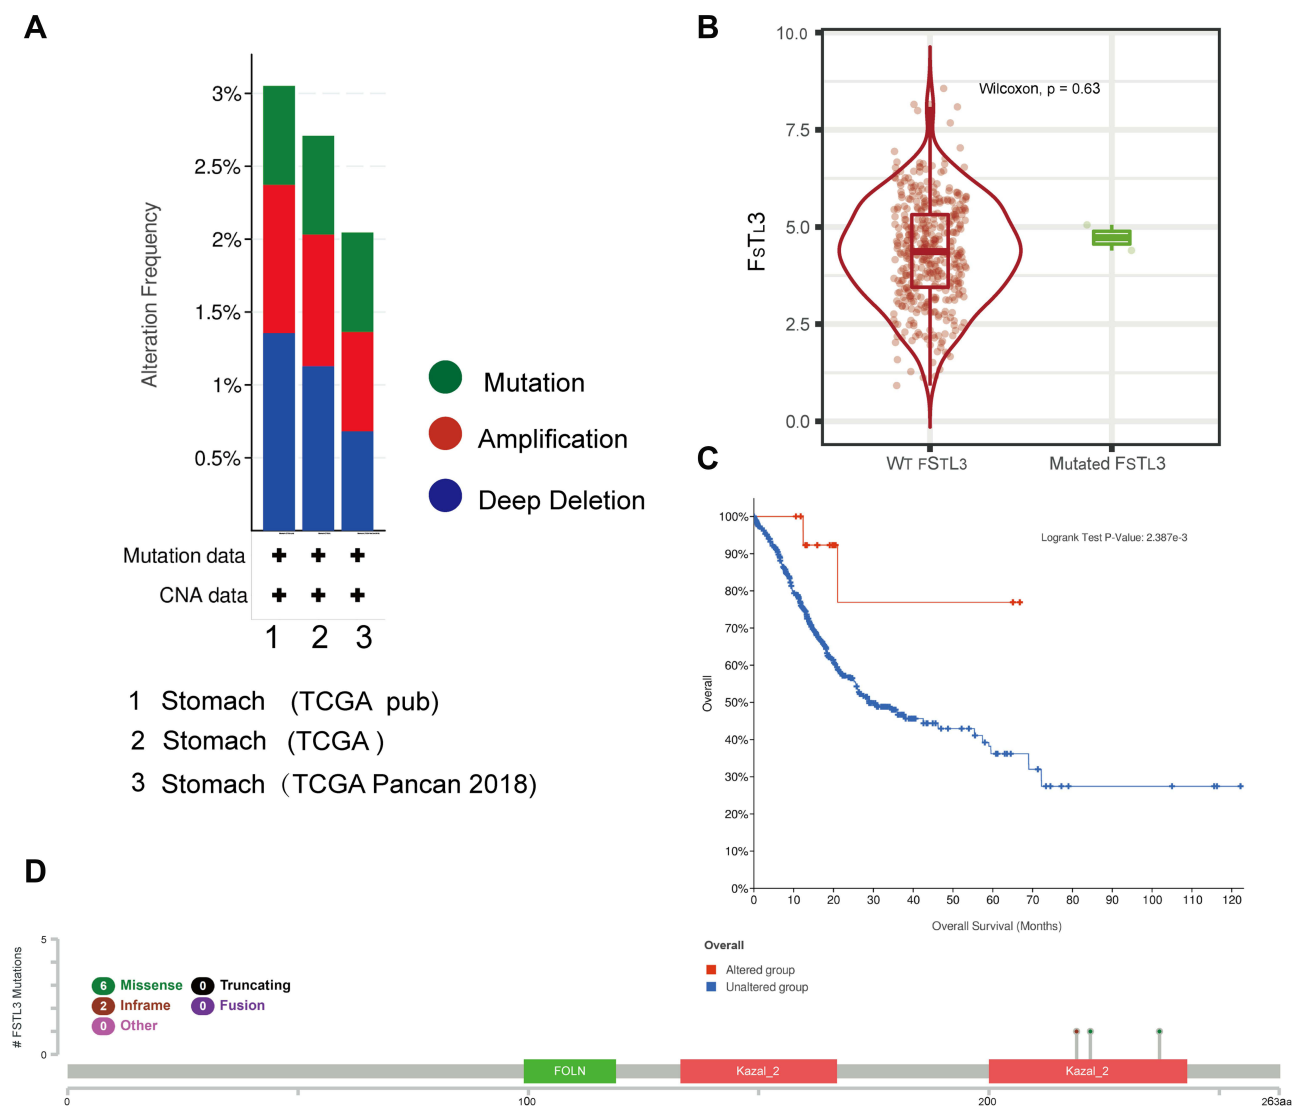 A
3%
2.5%
2%
1.5%
1%
0.5%
Alteration Frequency
Mutation data
CNA data
1 2 3
Mutation
Amplification
Deep Deletion
1 Stomach (TCGA pub)
2 Stomach (TCGA )
3 Stomach (TCGA Pancan 2018)
B
10.0
7.5
5.0
2.5
0.0
FSTL3
Wilcoxon, p = 0.63
WT FSTL3
Mutated FSTL3
C
100%
90%
80%
70%
60%
50%
40%
30%
20%
10%
0%
Overall
Logrank Test P-Value: 2.387e-3
0 10 20 30 40 50 60 70 80 90 100 110 120
Overall Survival (Months)
Overall
Altered group
Unaltered group
D
# FSTL3 Mutations
5
0
6 Missense 0 Truncating
2 Inframe 0 Fusion
0 Other
FOLN Kazal_2 Kazal_2
0 100 200 263aa